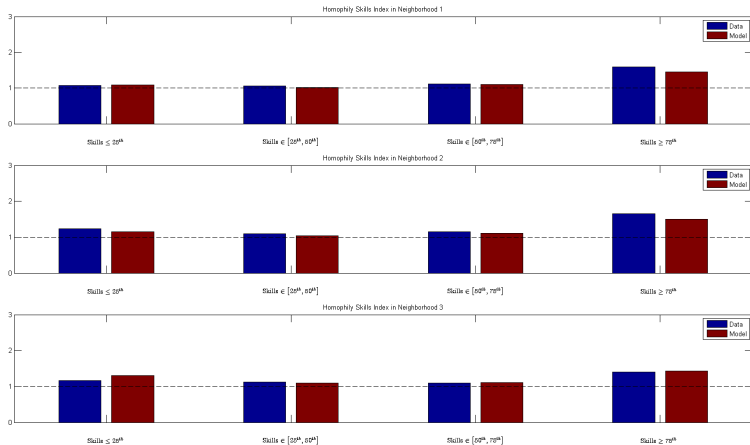 Homophily Skills Index in Neighborhood 1
3
2
1
0
Data
Model
Skills ≤ 25ᵗʰ Skills ∈ [25ᵗʰ, 50ᵗʰ] Skills ∈ [50ᵗʰ, 75ᵗʰ] Skills ≥ 75ᵗʰ
Homophily Skills Index in Neighborhood 2
3
2
1
0
Data
Model
Skills ≤ 25ᵗʰ Skills ∈ [25ᵗʰ, 50ᵗʰ] Skills ∈ [50ᵗʰ, 75ᵗʰ] Skills ≥ 75ᵗʰ
Homophily Skills Index in Neighborhood 3
3
2
1
0
Data
Model
Skills ≤ 25ᵗʰ Skills ∈ [25ᵗʰ, 50ᵗʰ] Skills ∈ [50ᵗʰ, 75ᵗʰ] Skills ≥ 75ᵗʰ